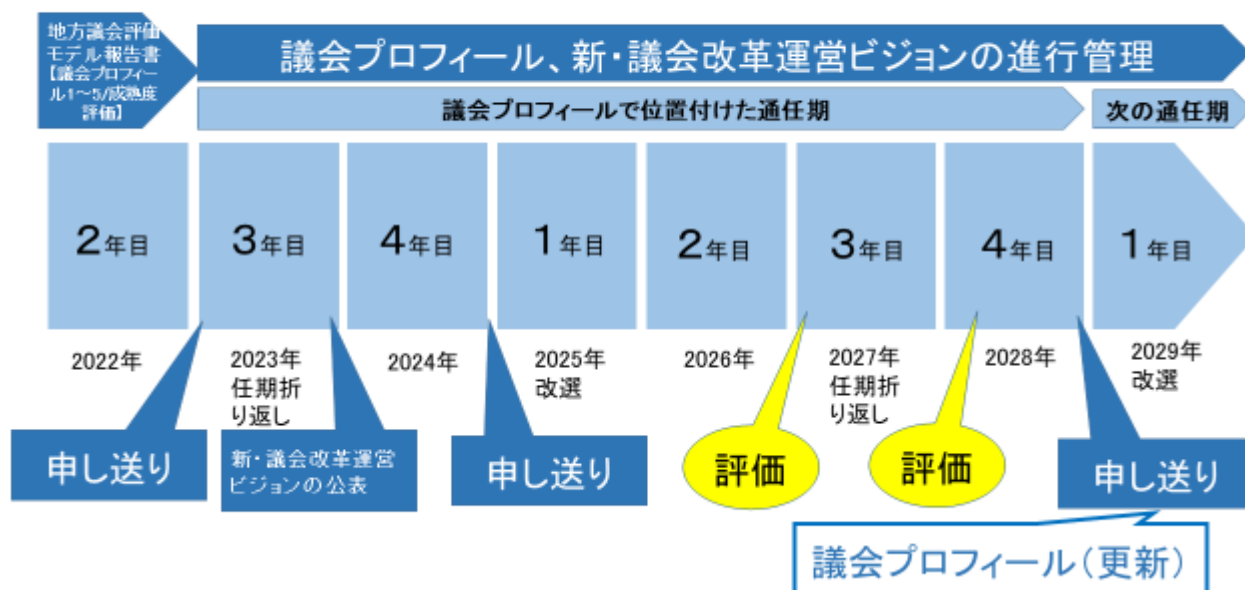 地方議会評価
モデル報告書
【議会プロフィー
ル1～5/成熟度
評価】
議会プロフィール、新・議会改革運営ビジョンの進行管理
議会プロフィールで位置付けた通任期
次の通任期
2年目
3年目
4年目
1年目
2年目
3年目
4年目
1年目
2022年
2023年
任期折
り返し
2024年
2025年
改選
2026年
2027年
任期折
り返し
2028年
2029年
改選
申し送り
新・議会改革運営
ビジョンの公表
申し送り
評価
評価
申し送り
議会プロフィール（更新）